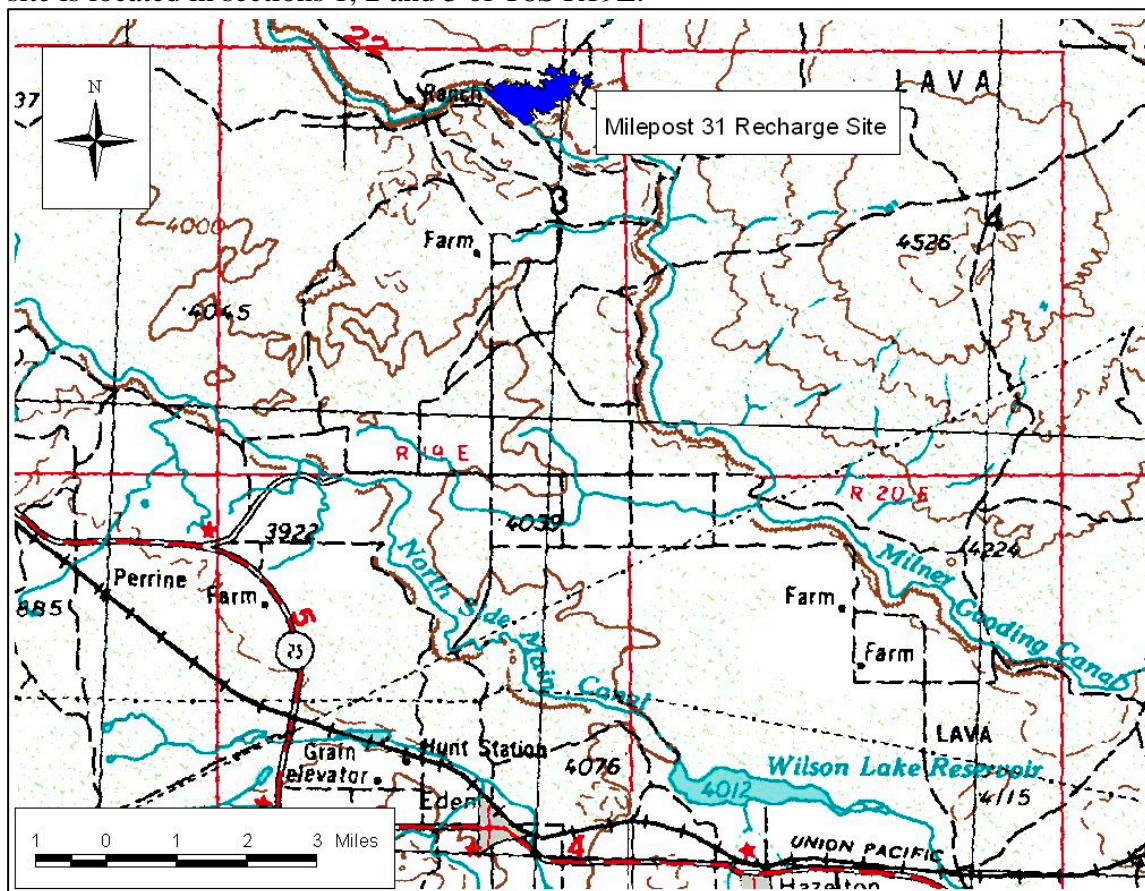 site is located in sections 1, 2 and 3 of T8S R19E.
22
LAVA
37
N
Ranch
Milepost 31 Recharge Site
3
4
4000
Farm
4526
4045
R 19 E
R 20 E
3922
4039
4224
Perrine
Farm
North Side Main Canal
Milner Gooding Canal
885
5
Farm
25
Farm
LAVA
Grain elevator
Hunt Station
4076
Wilson Lake Reservoir
4012
4115
Eden
1 0 1 2 3 Miles
4
UNION PACIFIC
Hazelton